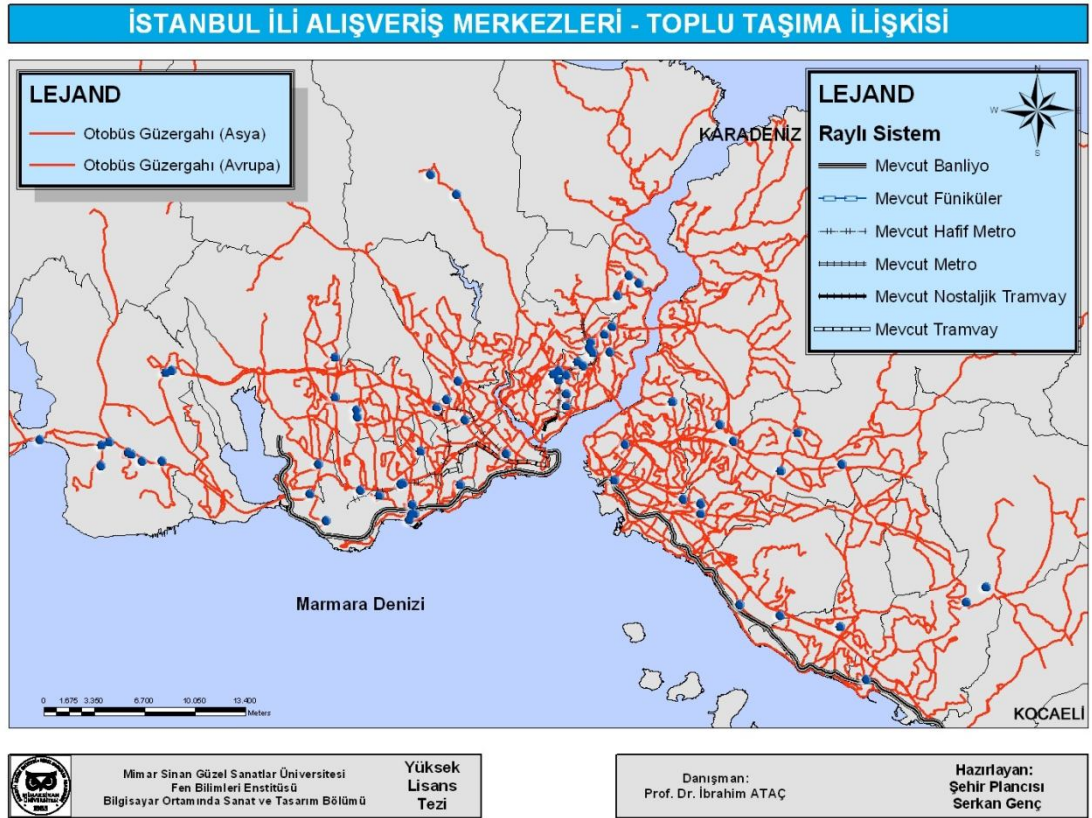 İSTANBUL İLİ ALIŞVERİŞ MERKEZLERİ - TOPLU TAŞIMA İLİŞKİSİ
LEJAND
Otobüs Güzergahı (Asya)
Otobüs Güzergahı (Avrupa)
LEJAND
Raylı Sistem
Mevcut Banliyo
Mevcut Füniküler
Mevcut Hafif Metro
Mevcut Metro
Mevcut Nostaljik Tramvay
Mevcut Tramvay
N
W
S
KARADENİZ
Marmara Denizi
KOCAELİ
0 1.675 3.350 6.700 10.050 13.400
Meters
Mimar Sinan Güzel Sanatlar Üniversitesi
Fen Bilimleri Enstitüsü
Bilgisayar Ortamında Sanat ve Tasarım Bölümü
Yüksek
Lisans
Tezi
Danışman:
Prof. Dr. İbrahim ATAÇ
Hazırlayan:
Şehir Plancısı
Serkan Genç